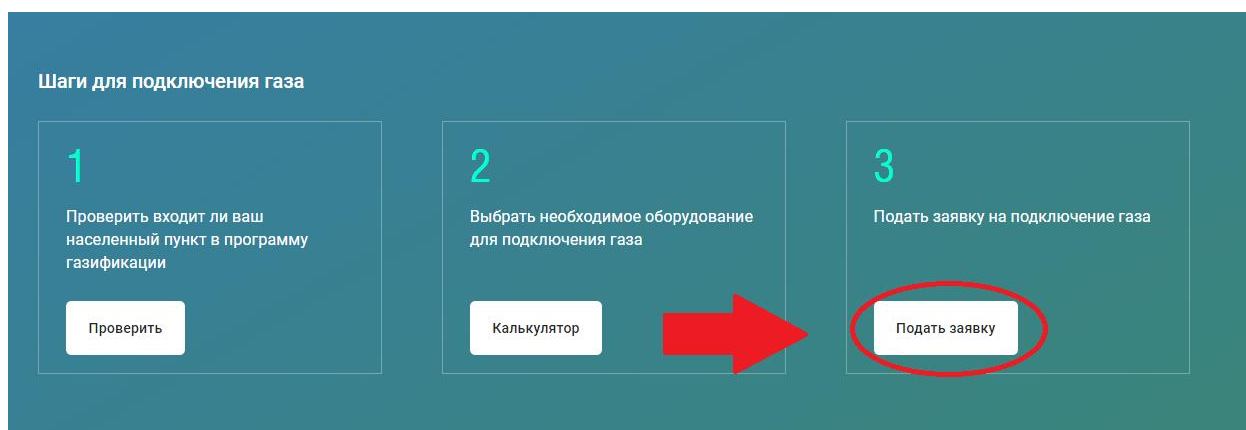 Шаги для подключения газа
1
Проверить входит ли ваш
населенный пункт в программу
газификации
Проверить
2
Выбрать необходимое оборудование
для подключения газа
Калькулятор
3
Подать заявку на подключение газа
Подать заявку